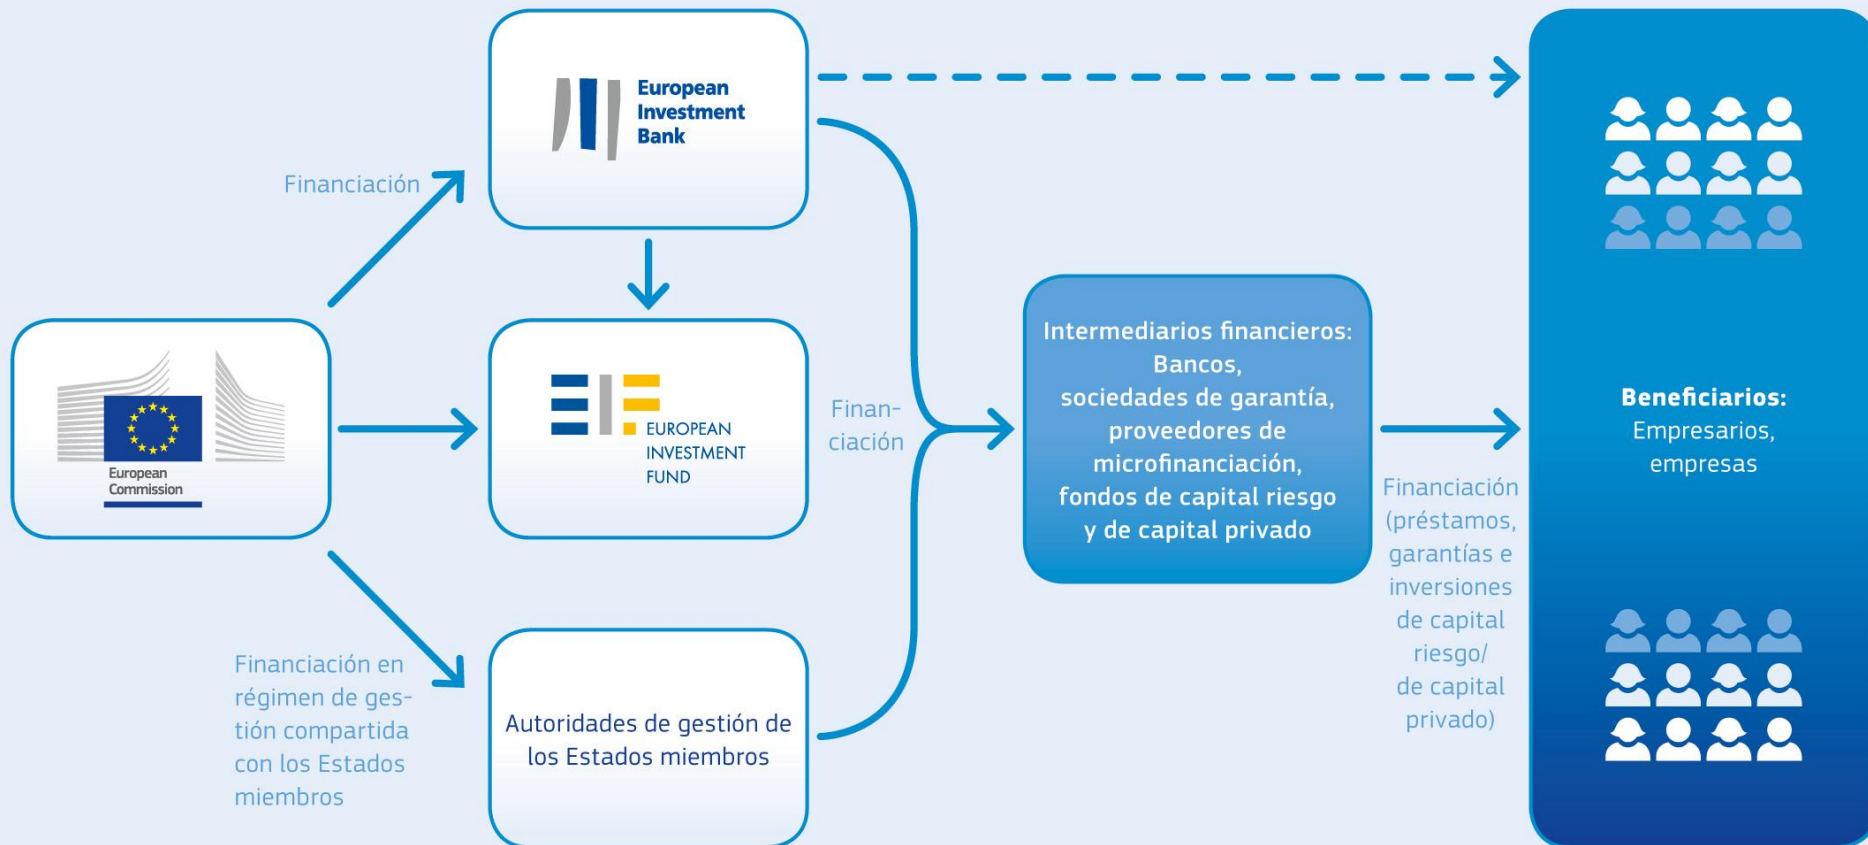 European
Investment
Bank
Financiación
European
Commission
EUROPEAN
INVESTMENT
FUND
Finan-
ciación
Financiación en
régimen de ges-
tión compartida
con los Estados
miembros
Autoridades de gestión de
los Estados miembros
Intermediarios financieros:
Bancos,
sociedades de garantía,
proveedores de
microfinanciación,
fondos de capital riesgo
y de capital privado
Financiación
(préstamos,
garantías e
inversiones
de capital
riesgo/
de capital
privado)
Beneficiarios:
Empresarios,
empresas